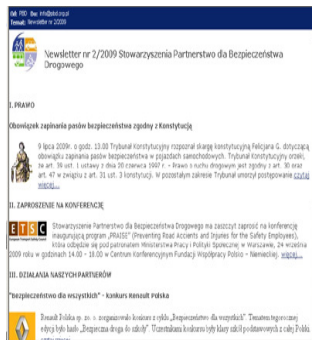 Od: PBD Do: info@pbd.org.pl
Temat: Newsletter nr 2/2009
Newsletter nr 2/2009 Stowarzyszenia Partnerstwo dla Bezpieczeństwa
Drogowego
I. PRAWO
Obowiązek zapinania pasów bezpieczeństwa zgodny z Konstytucją
9 lipca 2009r. o godz. 13.00 Trybunał Konstytucyjny rozpoznał skargę konstytucyjną Felicjana G. dotyczącą
obowiązku zapinania pasów bezpieczeństwa w pojazdach samochodowych. Trybunał Konstytucyjny orzekł,
że art. 39 ust. 1 ustawy z dnia 20 czerwca 1997 r. - Prawo o ruchu drogowym jest zgodny z art. 30 oraz
art. 47 w związku z art. 31 ust. 3 konstytucji. W pozostałym zakresie Trybunał umorzył postępowanie czytaj
więcej...
II. ZAPROSZENIE NA KONFERENCJĘ
ETSC
Stowarzyszenie Partnerstwo dla Bezpieczeństwa Drogowego ma zaszczyt zaprosić na konferencję
inaugurującą program „PRAISE" (Preventing Road Accidents and Injuries for the Safety Employees),
która odbędzie się pod patronatem Ministerstwa Pracy i Polityki Społecznej w Warszawie, 24 września
2009 roku w godzinach 14.00 - 18.00 w Centrum Konferencyjnym Fundacji Współpracy Polsko - Niemieckiej. więcej...
III. DZIAŁANIA NASZYCH PARTNERÓW
"Bezpieczeństwo dla wszystkich" - konkurs Renault Polska
Renault Polska sp. zo. o. zorganizowało konkurs z cyklu „Bezpieczeństwo dla wszystkich". Tematem tegorocznej
edycji było hasło „Bezpieczna droga do szkoły". Uczestnikami konkursu były klasy szkół podstawowych z całej Polski.